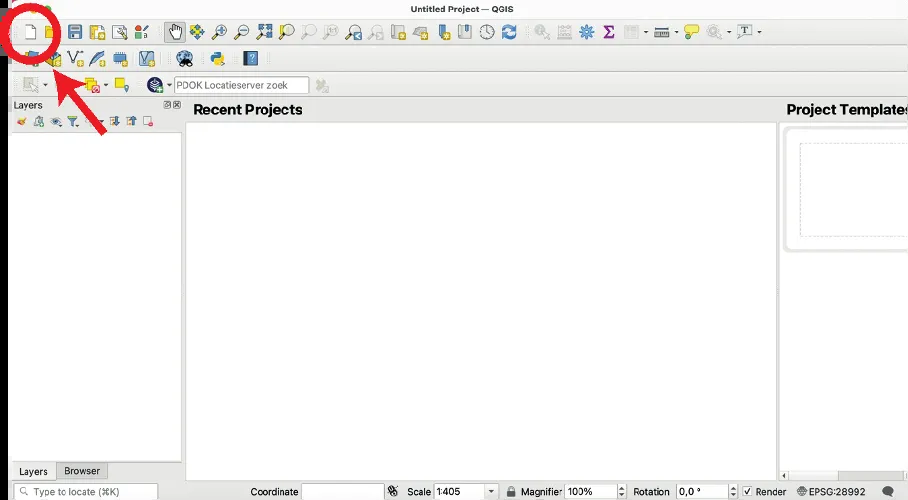 Untitled Project — QGIS
PDOK Locatieserver zoek
Layers
Recent Projects
Project Templates
Layers Browser
Type to locate (⌘K) Coordinate Scale 1:405 Magnifier 100% Rotation 0,0 ° Render EPSG:28992